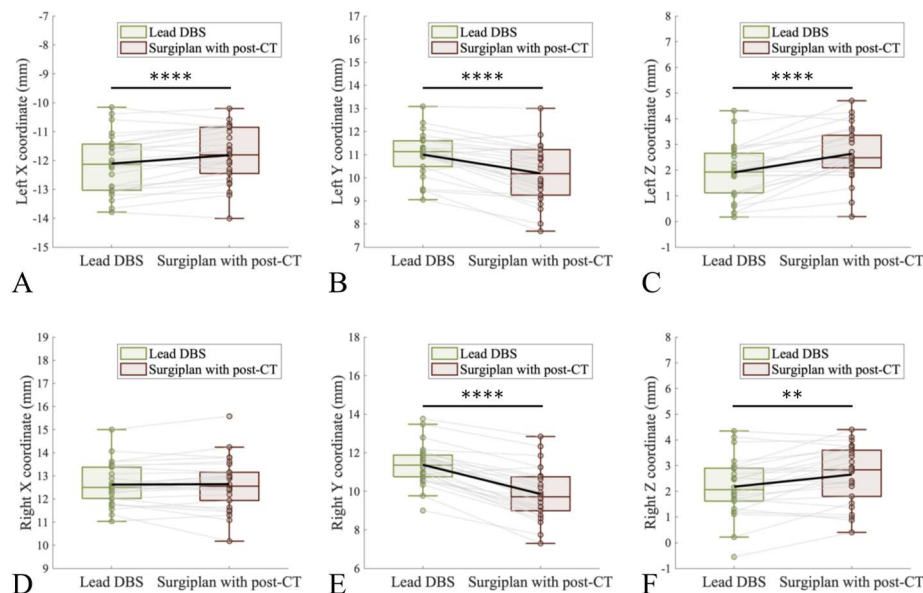 -7
Lead DBS
Surgiplan with post-CT
-8
-9
****
-10
-11
-12
-13
-14
-15
Left X coordinate (mm)
Lead DBS
Surgiplan with post-CT
A
17
Lead DBS
Surgiplan with post-CT
16
15
14
****
13
12
11
10
9
8
7
Left Y coordinate (mm)
Lead DBS
Surgiplan with post-CT
B
8
Lead DBS
Surgiplan with post-CT
7
6
****
5
4
3
2
1
0
-1
Left Z coordinate (mm)
Lead DBS
Surgiplan with post-CT
C
19
Lead DBS
Surgiplan with post-CT
18
17
16
15
14
13
12
11
10
9
Right X coordinate (mm)
Lead DBS
Surgiplan with post-CT
D
18
Lead DBS
Surgiplan with post-CT
16
****
14
12
10
8
6
Right Y coordinate (mm)
Lead DBS
Surgiplan with post-CT
E
8
Lead DBS
Surgiplan with post-CT
7
6
**
5
4
3
2
1
0
-1
Right Z coordinate (mm)
Lead DBS
Surgiplan with post-CT
F